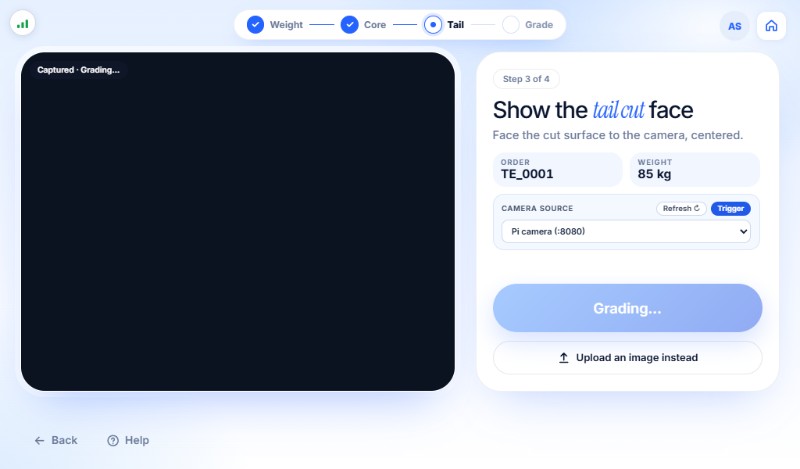 Weight
Core
Tail
Grade
AS
Captured · Grading...
Step 3 of 4
Show the tail cut face
Face the cut surface to the camera, centered.
ORDER
TE_0001
WEIGHT
85 kg
CAMERA SOURCE
Refresh
Trigger
Pi camera (:8080)
Grading...
Upload an image instead
Back
Help